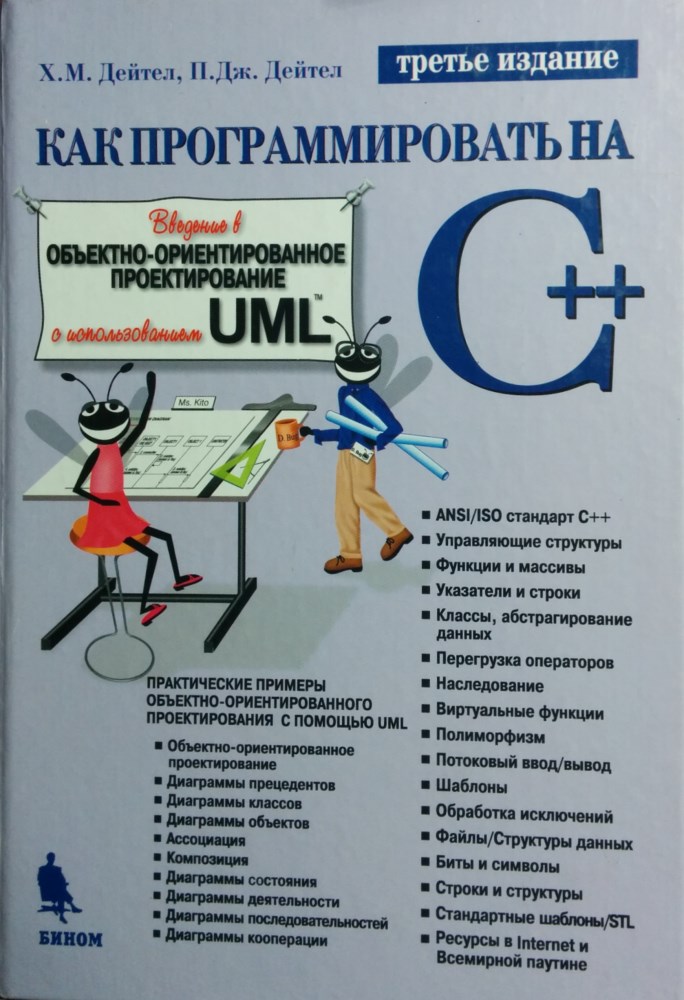 Х.М. Дейтел, П.Дж. Дейтел
третье издание
КАК ПРОГРАММИРОВАТЬ НА
C++
Введение в
ОБЪЕКТНО-ОРИЕНТИРОВАННОЕ
ПРОЕКТИРОВАНИЕ
с использованием UML™
Ms. Kito
D. Bug
ANSI/ISO стандарт C++
Управляющие структуры
Функции и массивы
Указатели и строки
Классы, абстрагирование
данных
Перегрузка операторов
Наследование
Виртуальные функции
Полиморфизм
Потоковый ввод/вывод
Шаблоны
Обработка исключений
Файлы/Структуры данных
Биты и символы
Строки и структуры
Стандартные шаблоны/STL
Ресурсы в Internet и
Всемирной паутине
ПРАКТИЧЕСКИЕ ПРИМЕРЫ
ОБЪЕКТНО-ОРИЕНТИРОВАННОГО
ПРОЕКТИРОВАНИЯ С ПОМОЩЬЮ UML
Объектно-ориентированное
проектирование
Диаграммы прецедентов
Диаграммы классов
Диаграммы объектов
Ассоциация
Композиция
Диаграммы состояния
Диаграммы деятельности
Диаграммы последовательностей
Диаграммы кооперации
БИНОМ